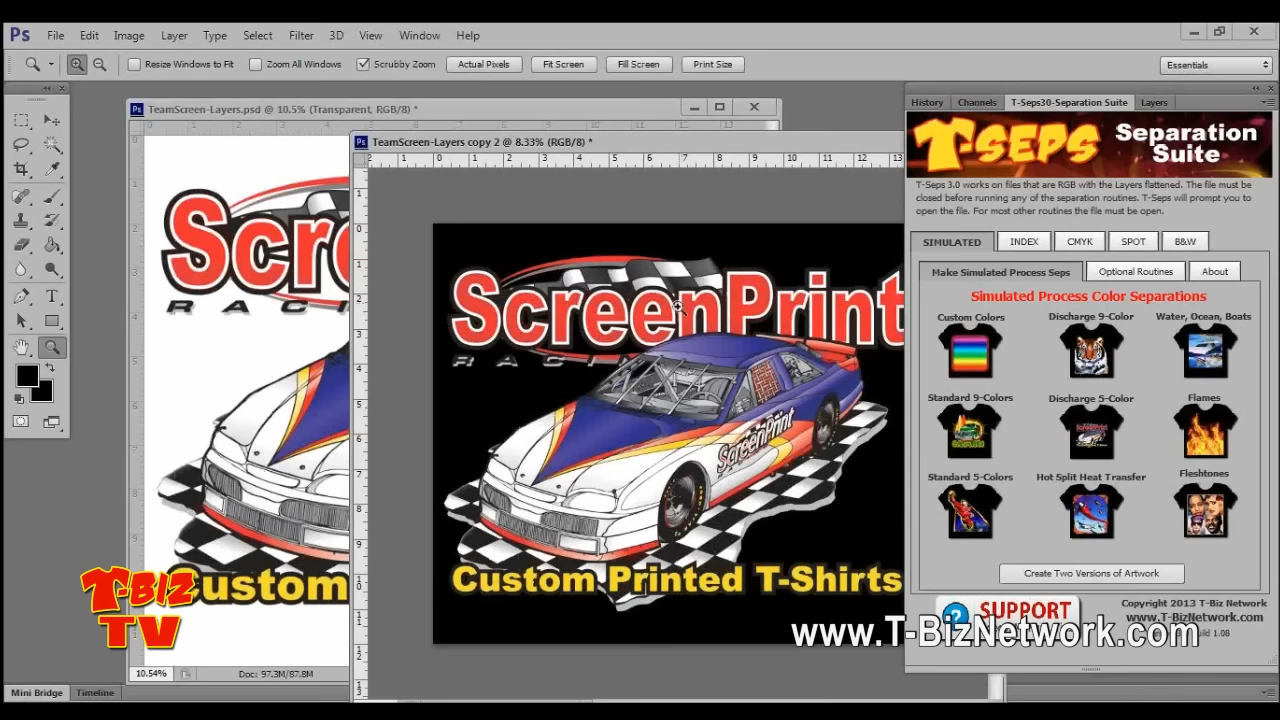 Ps File Edit Image Layer Type Select Filter 3D View Window Help
Resize Windows to Fit Zoom All Windows Scrubby Zoom Actual Pixels Fit Screen Fill Screen Print Size Essentials
TeamScreen-Layers.psd @ 10.5% (Transparent, RGB/8) *
TeamScreen-Layers copy 2 @ 8.33% (RGB/8) *
History Channels T-Seps30-Separation Suite Layers
T-SEPS Separation
Suite
T-Seps 3.0 works on files that are RGB with the Layers flattened. The file must be
closed before running any of the separation routines. T-Seps will prompt you to
open the file. For most other routines the file must be open.
SIMULATED INDEX CMYK SPOT B&W
Make Simulated Process Seps Optional Routines About
Simulated Process Color Separations
Custom Colors Discharge 9-Color Water, Ocean, Boats
Standard 9-Colors Discharge 5-Color Flames
Standard 5-Colors Hot Split Heat Transfer Fleshtones
Create Two Versions of Artwork
? SUPPORT
Copyright 2013 T-Biz Network
www.T-BizNetwork.com
uild 1.08
Scre
R A C I
Custom
ScreenPrint
R A C I N
ScreenPrint
Custom Printed T-Shirts
T-BIZ
TV
www.T-BizNetwork.com
10.54% Doc: 97.3M/87.8M
Mini Bridge Timeline